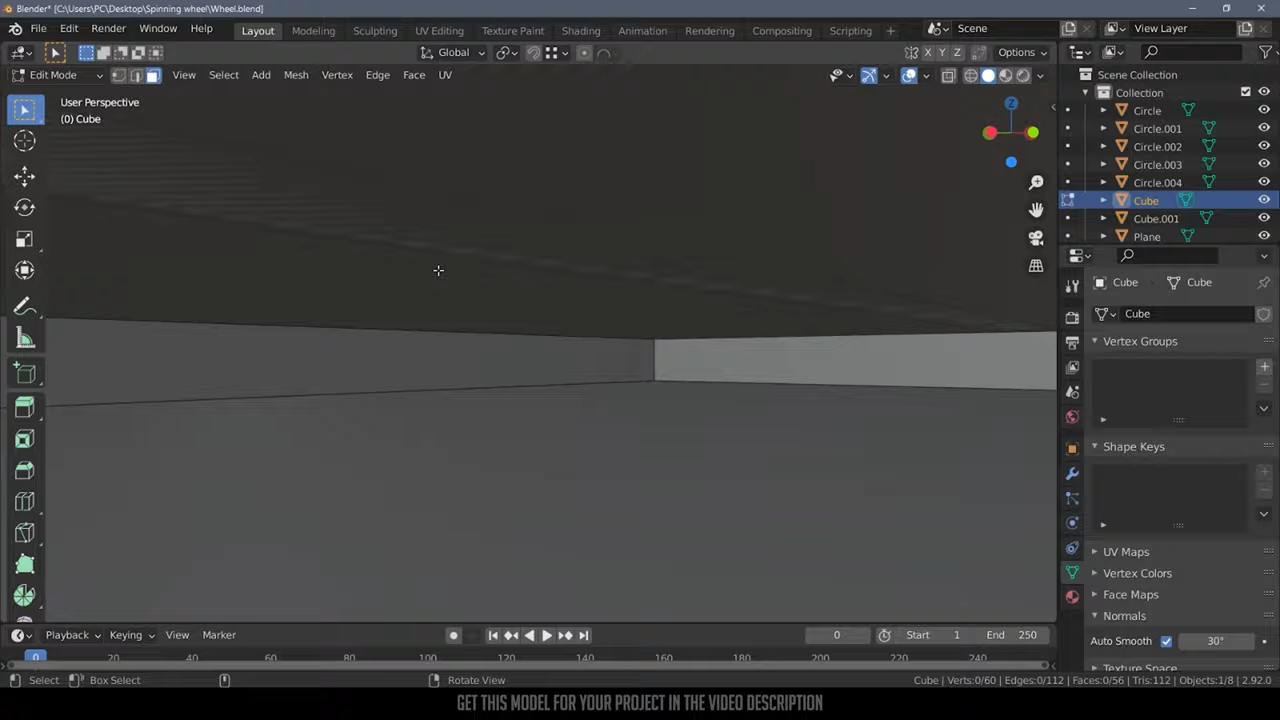 Blender* [C:\Users\PC\Desktop\Spinning wheel\Wheel.blend]
File Edit Render Window Help Layout Modeling Sculpting UV Editing Texture Paint Shading Animation Rendering Compositing Scripting + Scene View Layer
Global X Y Z Options
Edit Mode View Select Add Mesh Vertex Edge Face UV
Scene Collection
Collection
User Perspective
(0) Cube
Z
Circle
Circle.001
Circle.002
Circle.003
Circle.004
Cube
Cube.001
Plane
Cube Cube
Cube
Vertex Groups
Shape Keys
UV Maps
Vertex Colors
Face Maps
Normals
Auto Smooth 30°
Texture Space
Playback Keying View Marker 0 Start 1 End 250
0 20 40 60 80 100 120 140 160 180 200 220 240
Select Box Select Rotate View Cube | Verts:0/60 | Edges:0/112 | Faces:0/56 | Tris:112 | Objects:1/8 | 2.92.0
GET THIS MODEL FOR YOUR PROJECT IN THE VIDEO DESCRIPTION